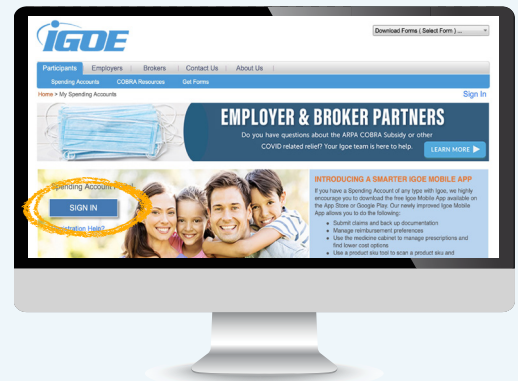 iGOE
Download Forms ( Select Form ) ...
Participants
Employers
Brokers
Contact Us
About Us
Spending Accounts
COBRA Resources
Get Forms
Home > My Spending Accounts
Sign In
EMPLOYER & BROKER PARTNERS
Do you have questions about the ARPA COBRA Subsidy or other
COVID related relief? Your Igoe team is here to help.
LEARN MORE
Spending Account
SIGN IN
Help?
INTRODUCING A SMARTER IGOE MOBILE APP
If you have a Spending Account of any type with Igoe, we highly
encourage you to download the free Igoe Mobile App available on
the App Store or Google Play. Our newly improved Igoe Mobile
App allows you to do the following:
• Submit claims and back up documentation
• Manage reimbursement preferences
• Use the medicine cabinet to manage prescriptions and
find lower cost options
• Use a product sku tool to scan a product sku and